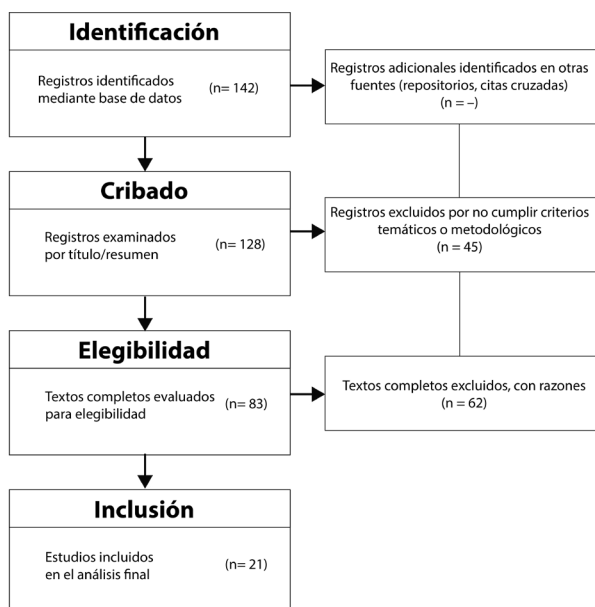 Identificación
Registros identificados
mediante base de datos
(n= 142)
Registros adicionales identificados en otras
fuentes (repositorios, citas cruzadas)
(n = –)
Cribado
Registros examinados
por título/resumen
(n= 128)
Registros excluidos por no cumplir criterios
temáticos o metodológicos
(n = 45)
Elegibilidad
Textos completos evaluados
para elegibilidad
(n= 83)
Textos completos excluidos, con razones
(n = 62)
Inclusión
Estudios incluidos
en el análisis final
(n= 21)